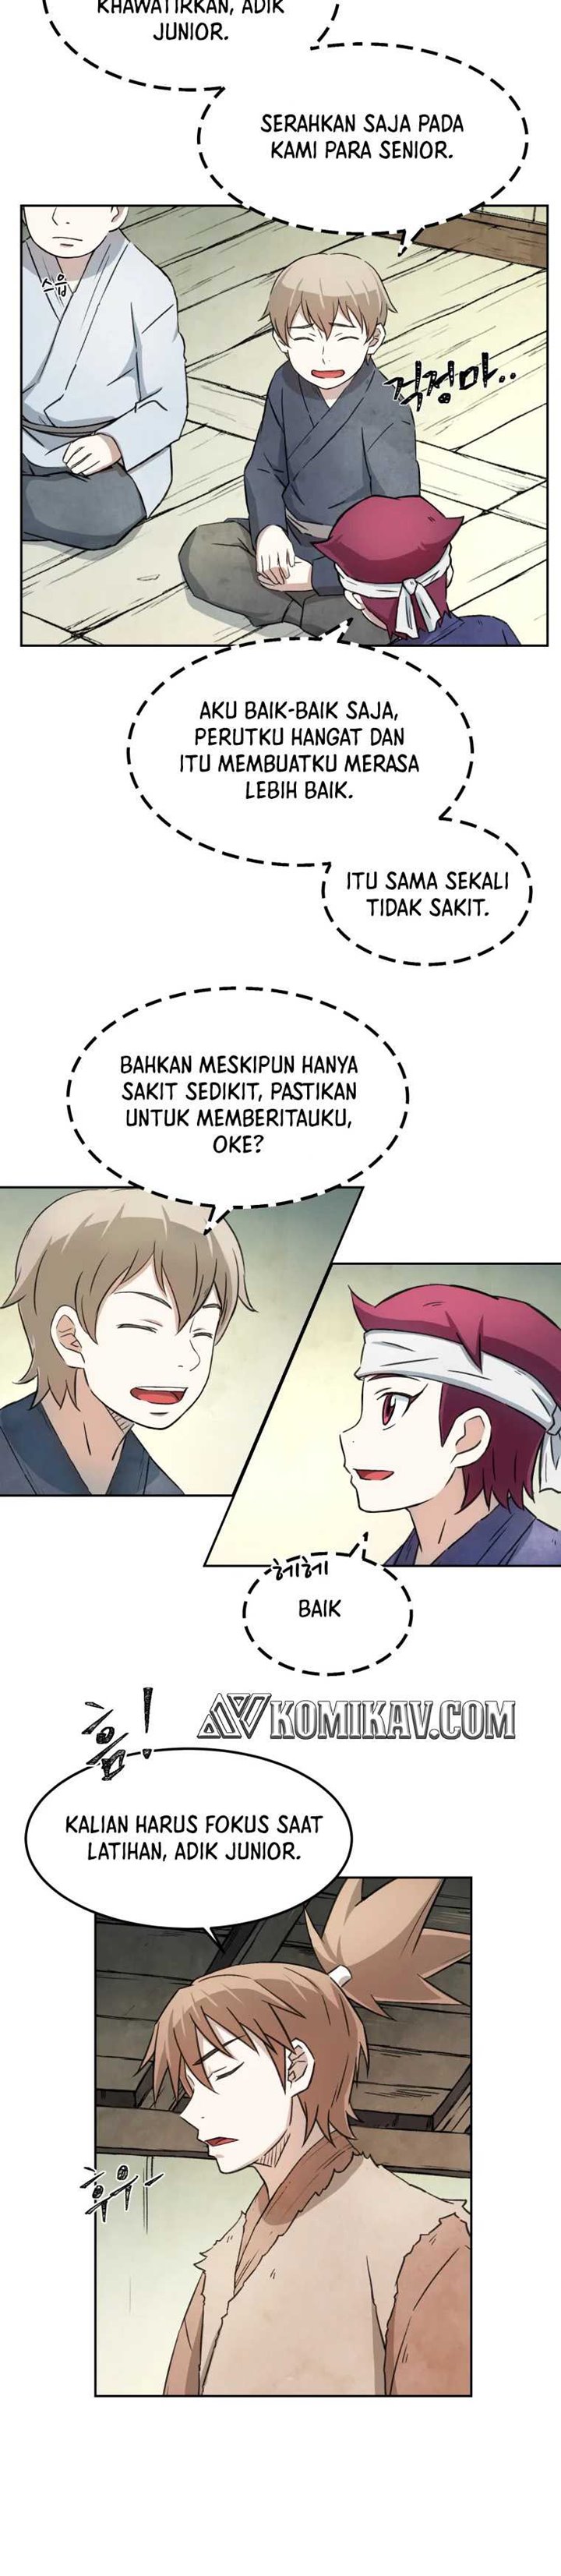 KHAWATIRKAN, ADIK
JUNIOR.
SERAHKAN SAJA PADA
KAMI PARA SENIOR.
스읍
걱정마..
AKU BAIK-BAIK SAJA,
PERUTKU HANGAT DAN
ITU MEMBUATKU MERASA
LEBIH BAIK.
ITU SAMA SEKALI
TIDAK SAKIT.
BAHKAN MESKIPUN HANYA
SAKIT SEDIKIT, PASTIKAN
UNTUK MEMBERITAUKU,
OKE?
헤헤
BAIK
흠!
KOMIKAV.COM
KALIAN HARUS FOKUS SAAT
LATIHAN, ADIK JUNIOR.
후우-